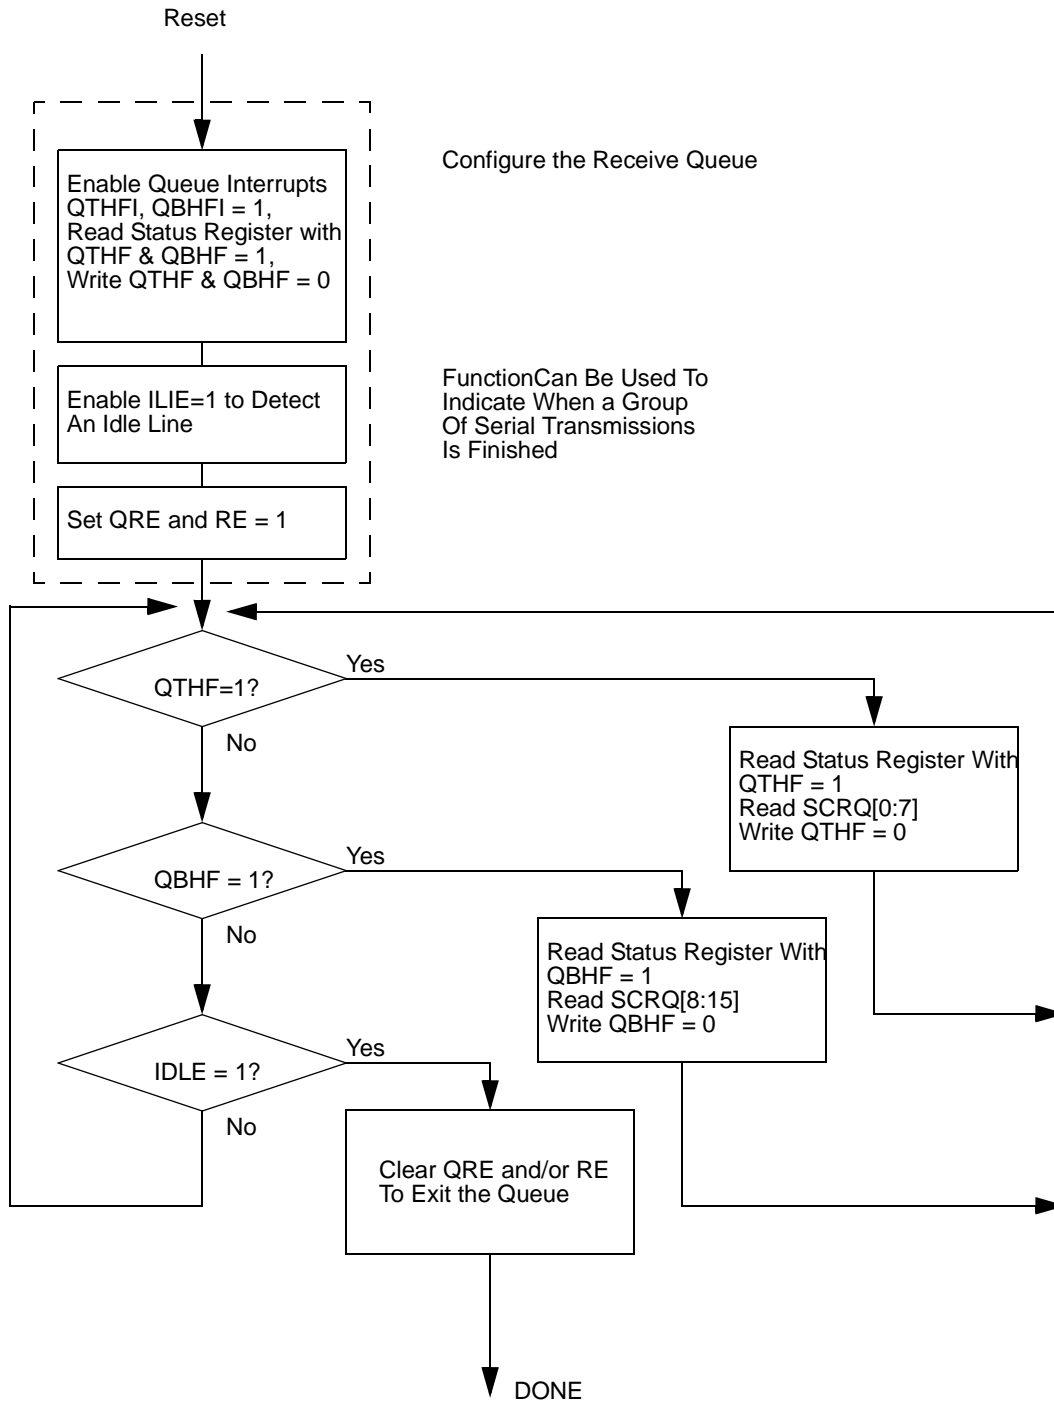 Reset
Configure the Receive Queue
Enable Queue Interrupts
QTHFI, QBHFI = 1,
Read Status Register with
QTHF & QBHF = 1,
Write QTHF & QBHF = 0
Enable ILIE=1 to Detect
An Idle Line
FunctionCan Be Used To
Indicate When a Group
Of Serial Transmissions
Is Finished
Set QRE and RE = 1
QTHF=1?
Yes
No
Read Status Register With
QTHF = 1
Read SCRQ[0:7]
Write QTHF = 0
QBHF = 1?
Yes
No
Read Status Register With
QBHF = 1
Read SCRQ[8:15]
Write QBHF = 0
IDLE = 1?
Yes
No
Clear QRE and/or RE
To Exit the Queue
DONE